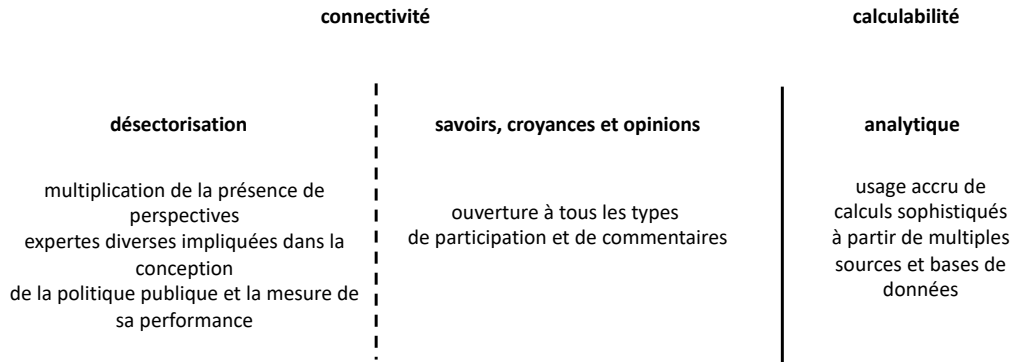 connectivité
calculabilité
désectorisation
savoirs, croyances et opinions
analytique
multiplication de la présence de
perspectives
expertes diverses impliquées dans la
conception
de la politique publique et la mesure de
sa performance
ouverture à tous les types
de participation et de commentaires
usage accru de
calculs sophistiqués
à partir de multiples
sources et bases de
données